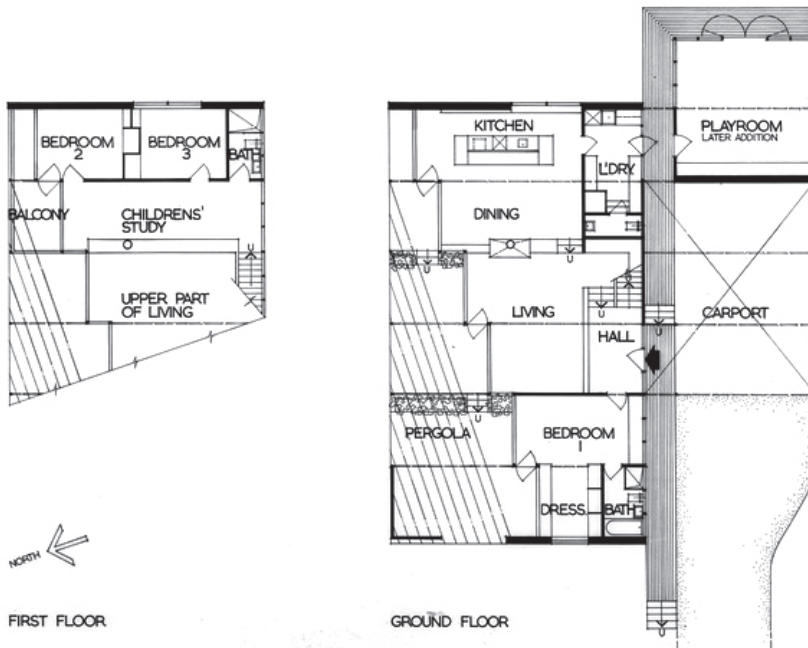 BEDROOM
2
BEDROOM
3
BATH
BALCONY
CHILDRENS'
STUDY
U
UPPER PART
OF LIVING
NORTH
FIRST FLOOR
KITCHEN
L'DRY
PLAYROOM
LATER ADDITION
DINING
U
U
LIVING
U
U
HALL
CARPORT
U
PERGOLA
U
BEDROOM
1
DRESS.
BATH
U
GROUND FLOOR